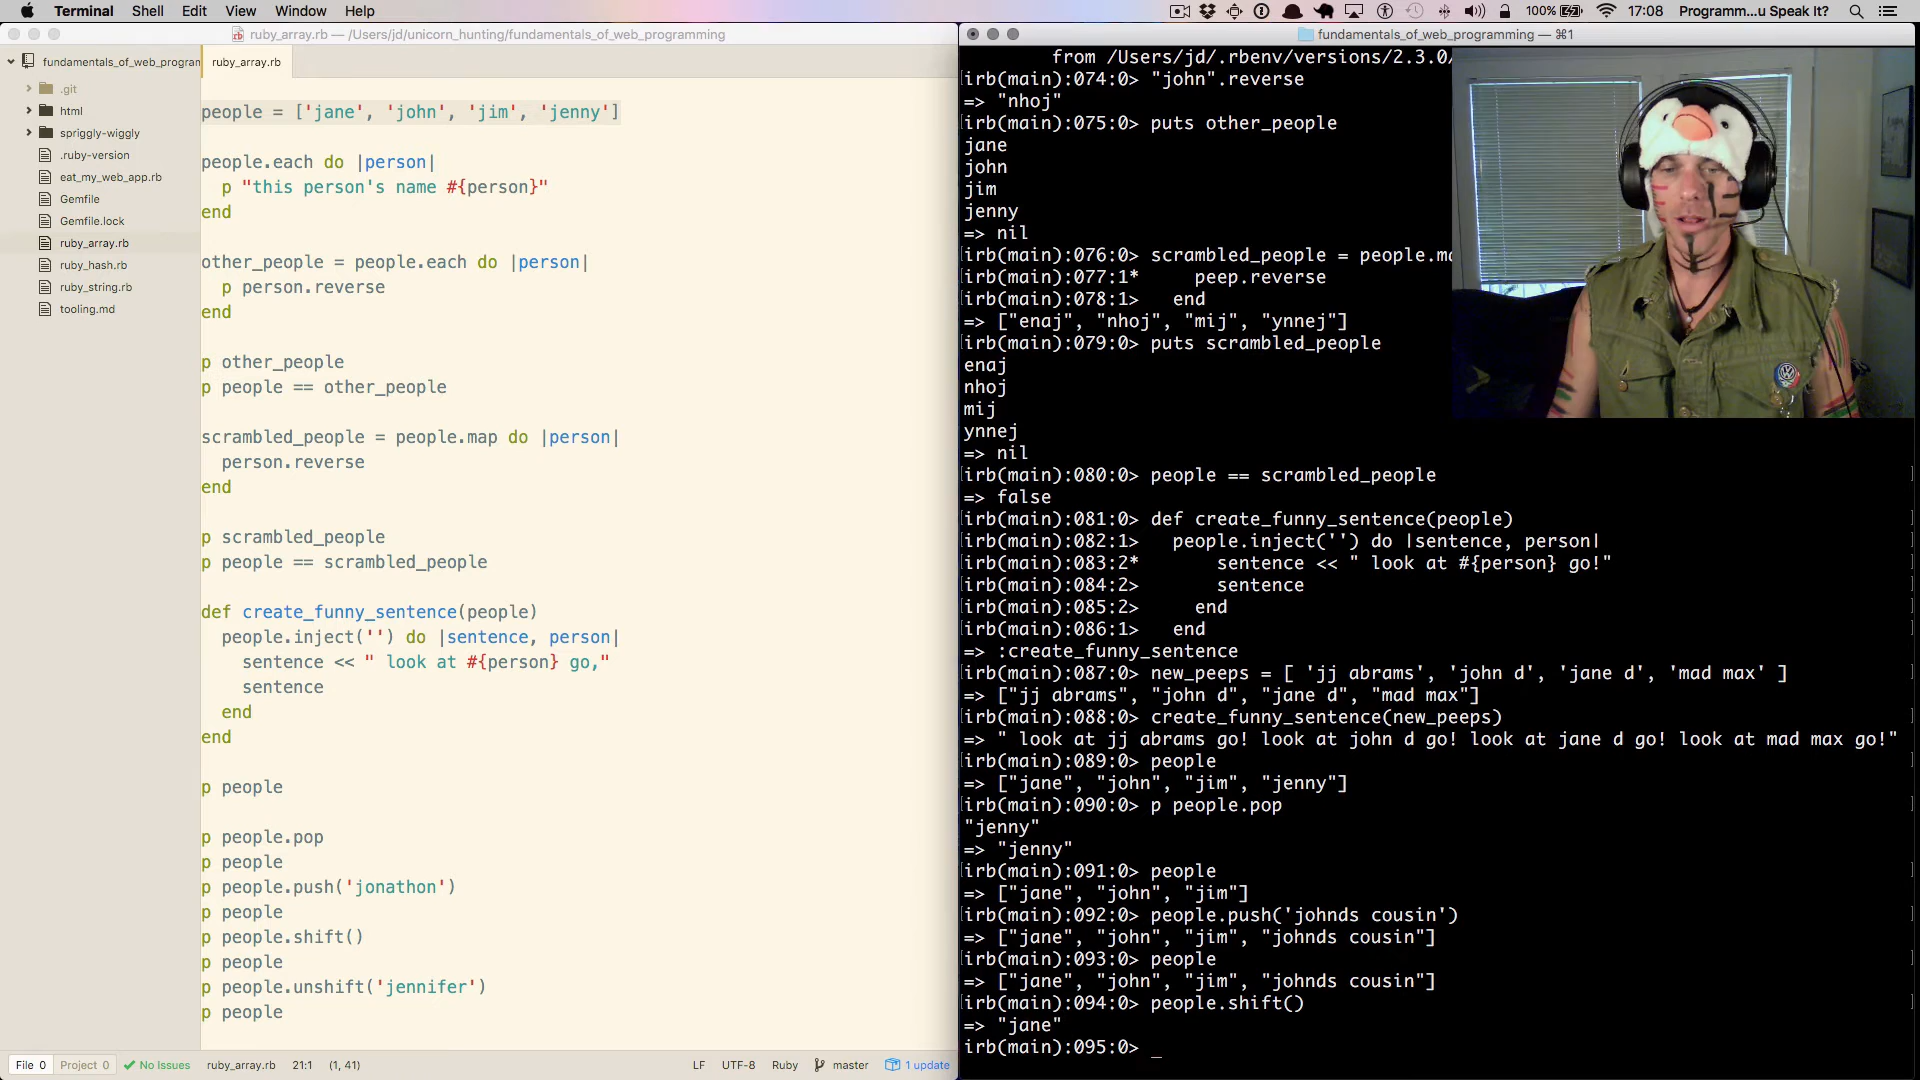 Terminal Shell Edit View Window Help
100% 17:08 Programm...u Speak It?
ruby_array.rb — /Users/jd/unicorn_hunting/fundamentals_of_web_programming
fundamentals_of_web_programming — ⌘1
fundamentals_of_web_program
.git
html
spriggly-wiggly
.ruby-version
eat_my_web_app.rb
Gemfile
Gemfile.lock
ruby_array.rb
ruby_hash.rb
ruby_string.rb
tooling.md
ruby_array.rb
people = ['jane', 'john', 'jim', 'jenny']
people.each do |person|
p "this person's name #{person}"
end
other_people = people.each do |person|
p person.reverse
end
p other_people
p people == other_people
scrambled_people = people.map do |person|
person.reverse
end
p scrambled_people
p people == scrambled_people
def create_funny_sentence(people)
people.inject('') do |sentence, person|
sentence << " look at #{person} go,"
sentence
end
end
p people
p people.pop
p people
p people.push('jonathon')
p people
p people.shift()
p people
p people.unshift('jennifer')
p people
File 0 Project 0 No Issues ruby_array.rb 21:1 (1, 41) LF UTF-8 Ruby master 1 update
from /Users/jd/.rbenv/versions/2.3.0/
irb(main):074:0> "john".reverse
=> "nhoj"
irb(main):075:0> puts other_people
jane
john
jim
jenny
=> nil
irb(main):076:0> scrambled_people = people.ma
irb(main):077:1* peep.reverse
irb(main):078:1> end
=> ["enaj", "nhoj", "mij", "ynnej"]
irb(main):079:0> puts scrambled_people
enaj
nhoj
mij
ynnej
=> nil
irb(main):080:0> people == scrambled_people
=> false
irb(main):081:0> def create_funny_sentence(people)
irb(main):082:1> people.inject('') do |sentence, person|
irb(main):083:2* sentence << " look at #{person} go!"
irb(main):084:2> sentence
irb(main):085:2> end
irb(main):086:1> end
=> :create_funny_sentence
irb(main):087:0> new_peeps = [ 'jj abrams', 'john d', 'jane d', 'mad max' ]
=> ["jj abrams", "john d", "jane d", "mad max"]
irb(main):088:0> create_funny_sentence(new_peeps)
=> " look at jj abrams go! look at john d go! look at jane d go! look at mad max go!"
irb(main):089:0> people
=> ["jane", "john", "jim", "jenny"]
irb(main):090:0> p people.pop
"jenny"
=> "jenny"
irb(main):091:0> people
=> ["jane", "john", "jim"]
irb(main):092:0> people.push('johnds cousin')
=> ["jane", "john", "jim", "johnds cousin"]
irb(main):093:0> people
=> ["jane", "john", "jim", "johnds cousin"]
irb(main):094:0> people.shift()
=> "jane"
irb(main):095:0> _